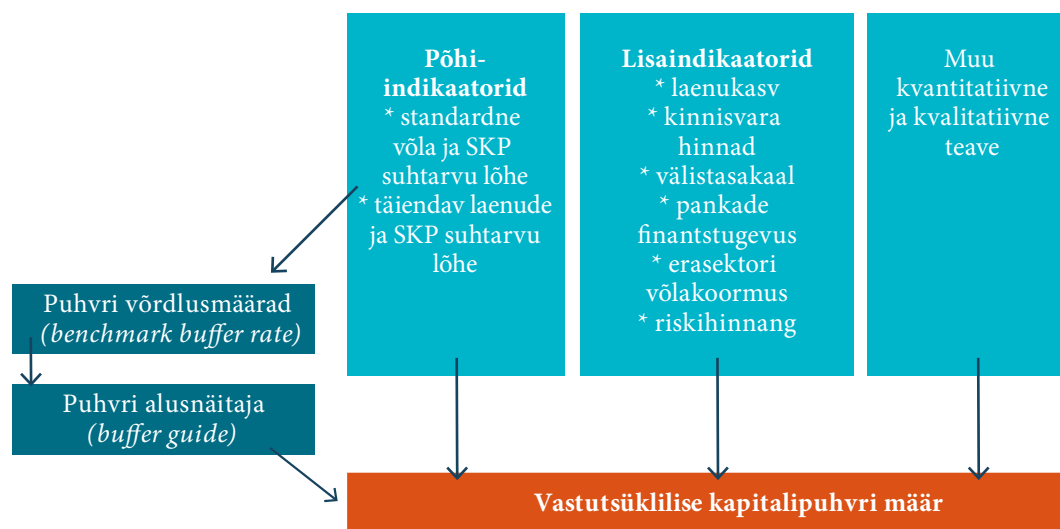 Põhi-
indikaatorid
* standardne
võla ja SKP
suhtarvu lõhe
* täiendav laenude
ja SKP suhtarvu
lõhe
Lisaindikaatorid
* laenukasv
* kinnisvara
hinnad
* välistasakaal
* pankade
finantstugevus
* erasektori
võlakoormus
* riskihinnang
Muu
kvantitatiivne
ja kvalitatiivne
teave
Puhvri võrdlusmäärad
(benchmark buffer rate)
Puhvri alusnäitaja
(buffer guide)
Vastutsüklilise kapitalipuhvri määr